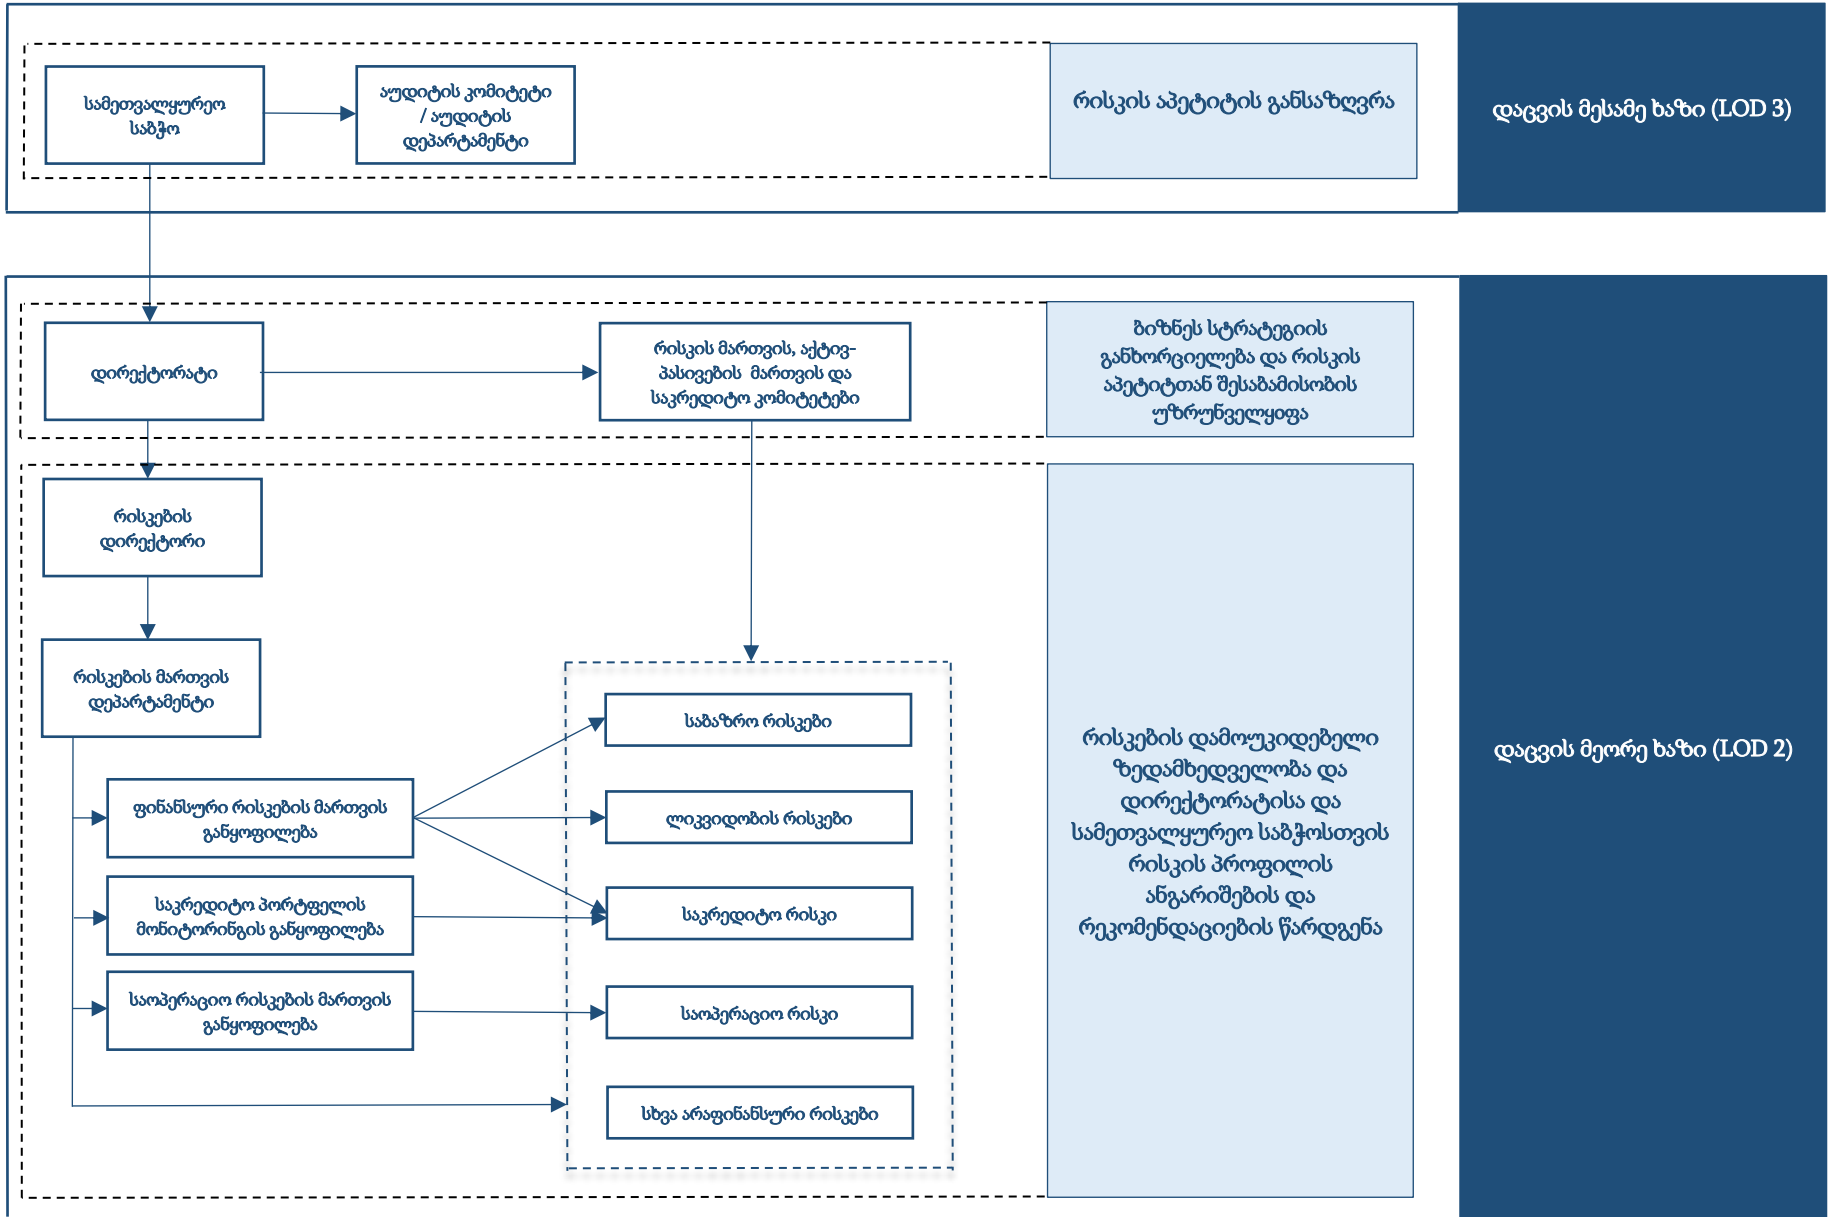 სამეთვალყურეო
საბჭო
აუდიტის კომიტეტი
/ აუდიტის
დეპარტამენტი
რისკის აპეტიტის განსაზღვრა
დაცვის მესამე ხაზი (LOD 3)
დირექტორატი
რისკის მართვის, აქტივ-
პასივების მართვის და
საკრედიტო კომიტეტები
ბიზნეს სტრატეგიის
განხორციელება და რისკის
აპეტიტთან შესაბამისობის
უზრუნველყოფა
რისკების
დირექტორი
რისკების მართვის
დეპარტამენტი
ფინანსური რისკების მართვის
განყოფილება
საკრედიტო პორტფელის
მონიტორინგის განყოფილება
საოპერაციო რისკების მართვის
განყოფილება
საბაზრო რისკები
ლიკვიდობის რისკები
საკრედიტო რისკი
საოპერაციო რისკი
სხვა არაფინანსური რისკები
რისკების დამოუკიდებელი
ზედამხედველობა და
დირექტორატისა და
სამეთვალყურეო საბჭოსთვის
რისკის პროფილის
ანგარიშების და
რეკომენდაციების წარდგენა
დაცვის მეორე ხაზი (LOD 2)